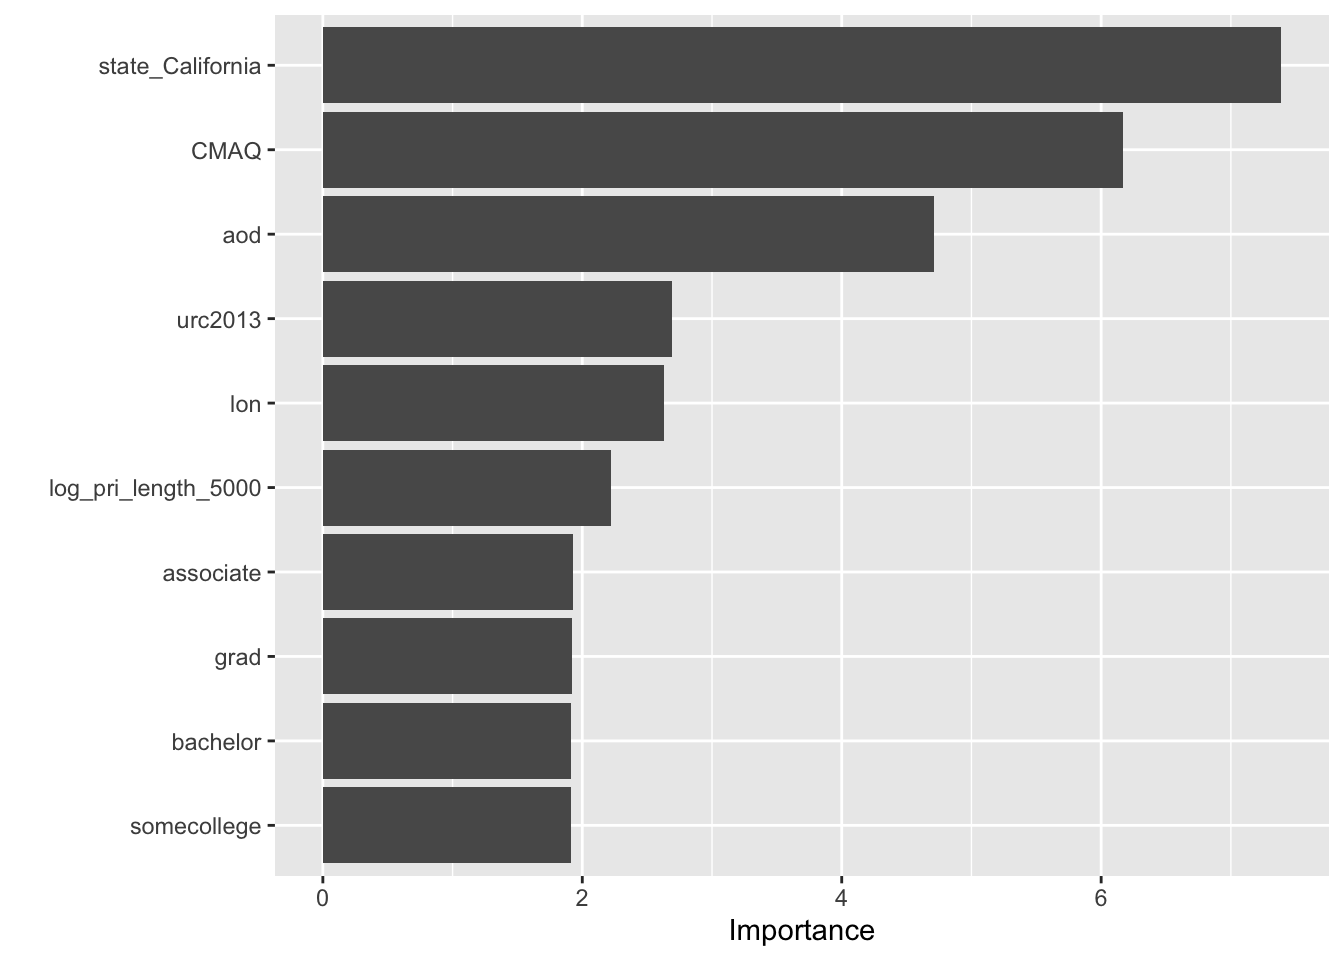 state_California
CMAQ
aod
urc2013
lon
log_pri_length_5000
associate
grad
bachelor
somecollege
0 2 4 6
Importance